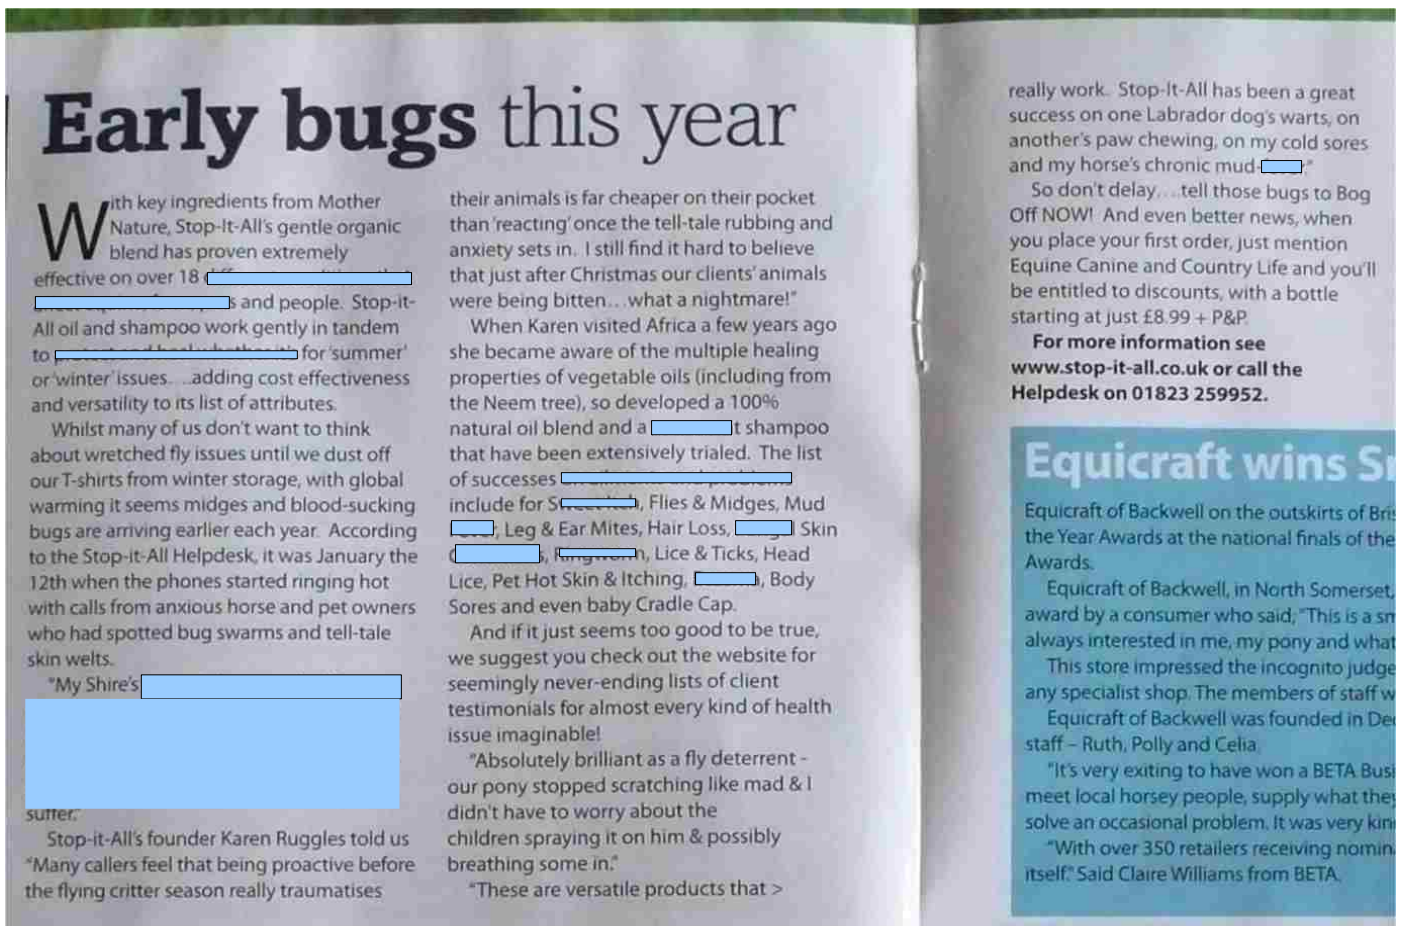 Early bugs this year
With key ingredients from Mother
Nature, Stop-It-All's gentle organic
blend has proven extremely
effective on over 18
and people. Stop-it-
All oil and shampoo work gently in tandem
to for 'summer'
or 'winter' issues....adding cost effectiveness
and versatility to its list of attributes.
Whilst many of us don't want to think
about wretched fly issues until we dust off
our T-shirts from winter storage, with global
warming it seems midges and blood-sucking
bugs are arriving earlier each year. According
to the Stop-it-All Helpdesk, it was January the
12th when the phones started ringing hot
with calls from anxious horse and pet owners
who had spotted bug swarms and tell-tale
skin welts.
"My Shire's
suffer."
Stop-it-All's founder Karen Ruggles told us
"Many callers feel that being proactive before
the flying critter season really traumatises
their animals is far cheaper on their pocket
than 'reacting' once the tell-tale rubbing and
anxiety sets in. I still find it hard to believe
that just after Christmas our clients' animals
were being bitten...what a nightmare!"
When Karen visited Africa a few years ago
she became aware of the multiple healing
properties of vegetable oils (including from
the Neem tree), so developed a 100%
natural oil blend and a shampoo
that have been extensively trialed. The list
of successes
include for , Flies & Midges, Mud
, Leg & Ear Mites, Hair Loss, Skin
, Lice & Ticks, Head
Lice, Pet Hot Skin & Itching, , Body
Sores and even baby Cradle Cap.
And if it just seems too good to be true,
we suggest you check out the website for
seemingly never-ending lists of client
testimonials for almost every kind of health
issue imaginable!
"Absolutely brilliant as a fly deterrent -
our pony stopped scratching like mad & I
didn't have to worry about the
children spraying it on him & possibly
breathing some in."
"These are versatile products that >
really work. Stop-It-All has been a great
success on one Labrador dog's warts, on
another's paw chewing, on my cold sores
and my horse's chronic mud-
So don't delay....tell those bugs to Bog
Off NOW! And even better news, when
you place your first order, just mention
Equine Canine and Country Life and you'll
be entitled to discounts, with a bottle
starting at just £8.99 + P&P.
For more information see
www.stop-it-all.co.uk or call the
Helpdesk on 01823 259952.
Equicraft wins
Equicraft of Backwell on the outskirts of
the Year Awards at the national finals of the
Awards.
Equicraft of Backwell, in North Somerset,
award by a consumer who said; "This is a
always interested in me, my pony and what
This store impressed the incognito judge
any specialist shop. The members of staff
Equicraft of Backwell was founded in
staff – Ruth, Polly and Celia.
"It's very exiting to have won a BETA
meet local horsey people, supply what they
solve an occasional problem. It was very
"With over 350 retailers receiving
itself." Said Claire Williams from BETA.